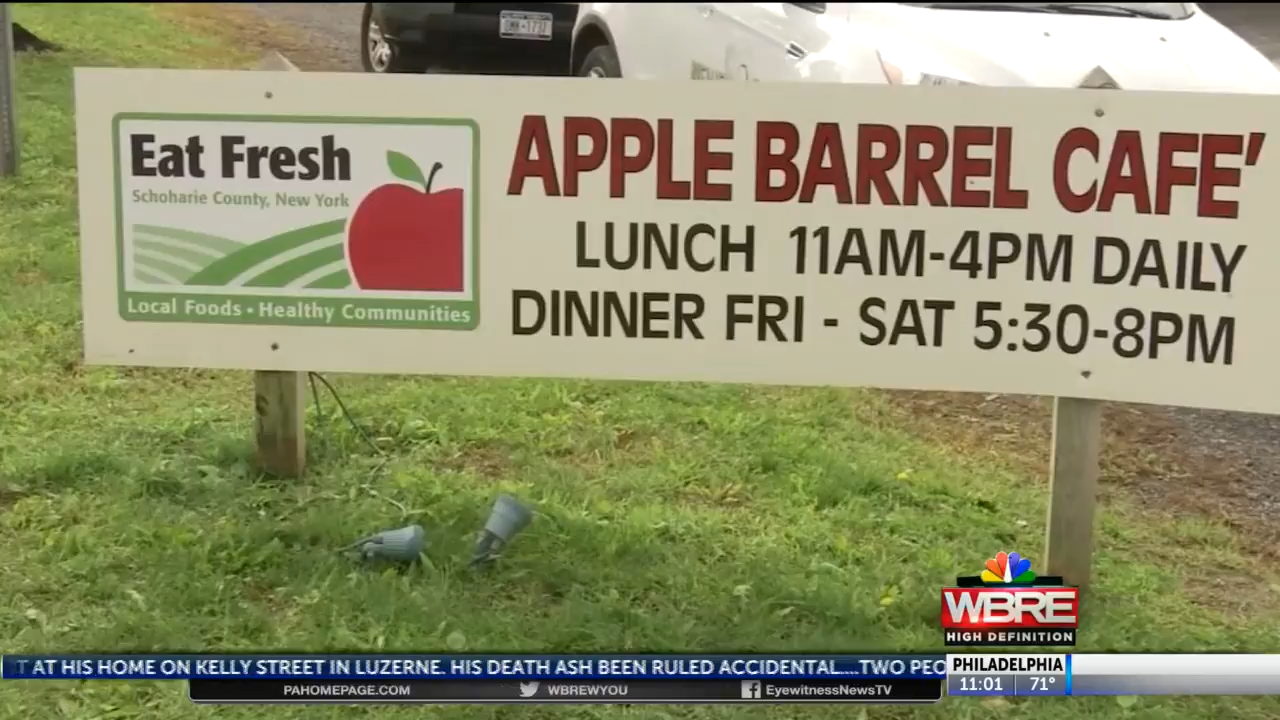 Eat Fresh
Schoharie County, New York
Local Foods • Healthy Communities
APPLE BARREL CAFE'
LUNCH 11AM-4PM DAILY
DINNER FRI - SAT 5:30-8PM
WBRE
HIGH DEFINITION
T AT HIS HOME ON KELLY STREET IN LUZERNE. HIS DEATH ASH BEEN RULED ACCIDENTAL....TWO PEO
PHILADELPHIA
11:01 71°
PAHOMEPAGE.COM WBREWYOU EyewitnessNewsTV